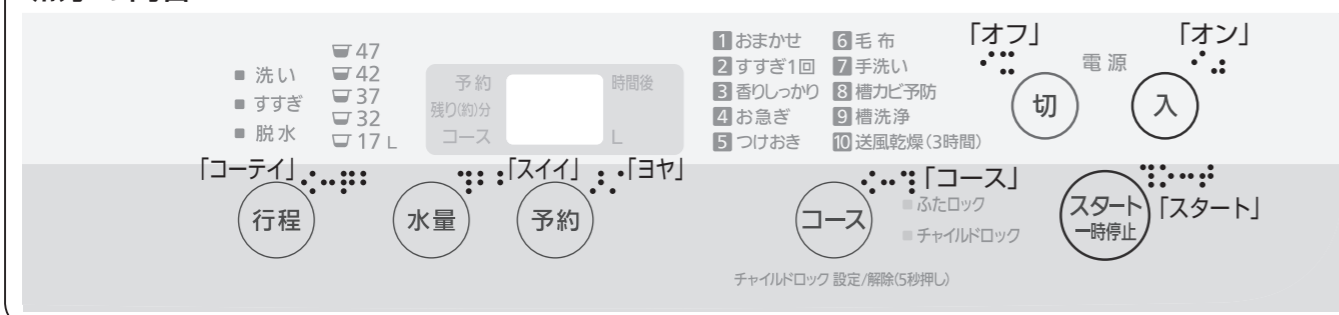 47
洗い 42
すすぎ 37
脱水 32
17 L
予約 時間後
残り(約)分
コース L
1 おまかせ 6 毛布
2 すすぎ1回 7 手洗い
3 香りしっかり 8 槽カビ予防
4 お急ぎ 9 槽洗浄
5 つけおき 10 送風乾燥(3時間)
「オフ」 電源 「オン」
切 入
「コーテイ」 「スイイ」 「ヨヤ」 「コース」
行程 水量 予約 コース
ふたロック
チャイルドロック
スタート 「スタート」
一時停止
チャイルドロック 設定/解除(5秒押し)